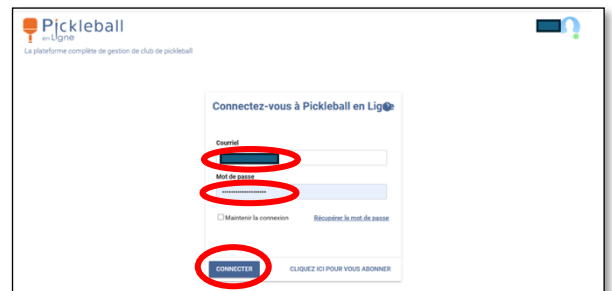 Pickleball
en Ligne
La plateforme complète de gestion de club de pickleball
Connectez-vous à Pickleball en Ligne
Courriel
Mot de passe
Maintenir la connexion Récupérer le mot de passe
CONNECTER CLIQUEZ ICI POUR VOUS ABONNER